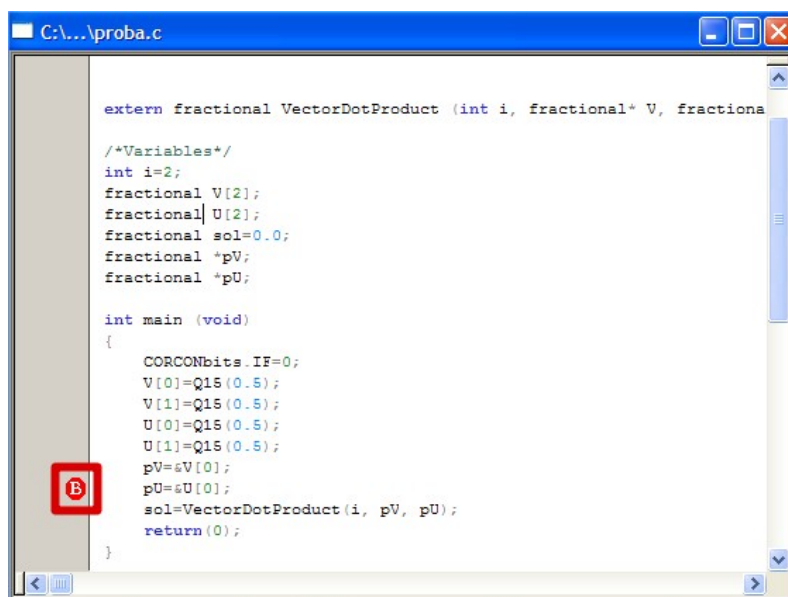 C:\...\proba.c
extern fractional VectorDotProduct (int i, fractional* V, fractiona
/*Variables*/
int i=2;
fractional V[2];
fractional U[2];
fractional sol=0.0;
fractional *pV;
fractional *pU;
int main (void)
{
CORCONbits.IF=0;
V[0]=Q15(0.5);
V[1]=Q15(0.5);
U[0]=Q15(0.5);
U[1]=Q15(0.5);
pV=&V[0];
B pU=&U[0];
sol=VectorDotProduct(i, pV, pU);
return(0);
}